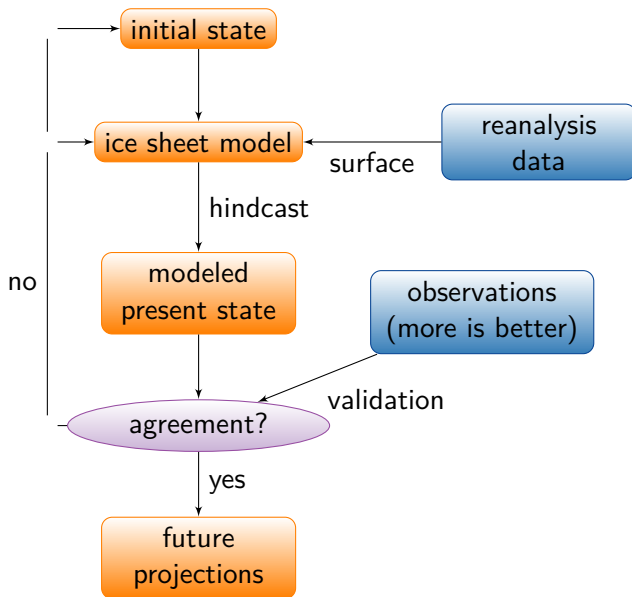 initial state
ice sheet model
surface
reanalysis
data
hindcast
modeled
present state
observations
(more is better)
no
validation
agreement?
yes
future
projections